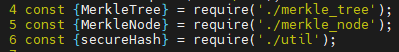 4 const {MerkleTree} = require('./merkle_tree');
5 const {MerkleNode} = require('./merkle_node');
6 const {secureHash} = require('./util');